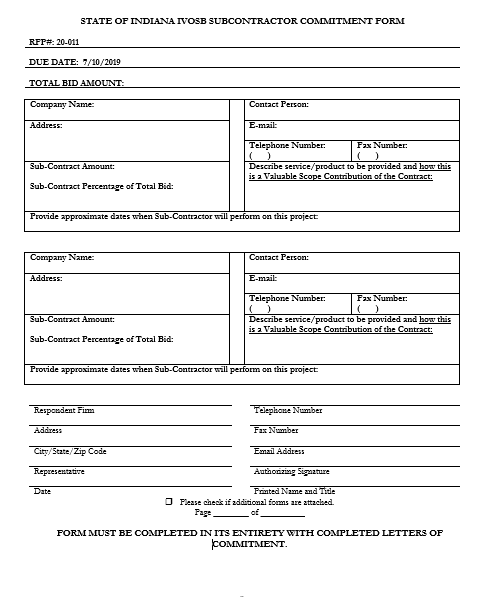 STATE OF INDIANA IVOSB SUBCONTRACTOR COMMITMENT FORM
RFP#: 20-011
DUE DATE: 7/10/2019
TOTAL BID AMOUNT:
Company Name:
Contact Person:
Address:
E-mail:
Telephone Number:
( )
Fax Number:
( )
Sub-Contract Amount:
Sub-Contract Percentage of Total Bid:
Describe service/product to be provided and how this
is a Valuable Scope Contribution of the Contract:
Provide approximate dates when Sub-Contractor will perform on this project:
Company Name:
Contact Person:
Address:
E-mail:
Telephone Number:
( )
Fax Number:
( )
Sub-Contract Amount:
Sub-Contract Percentage of Total Bid:
Describe service/product to be provided and how this
is a Valuable Scope Contribution of the Contract:
Provide approximate dates when Sub-Contractor will perform on this project:
Respondent Firm
Telephone Number
Address
Fax Number
City/State/Zip Code
Email Address
Representative
Authorizing Signature
Date
Printed Name and Title
☐ Please check if additional forms are attached.
Page ________ of __________
FORM MUST BE COMPLETED IN ITS ENTIRETY WITH COMPLETED LETTERS OF
COMMITMENT.